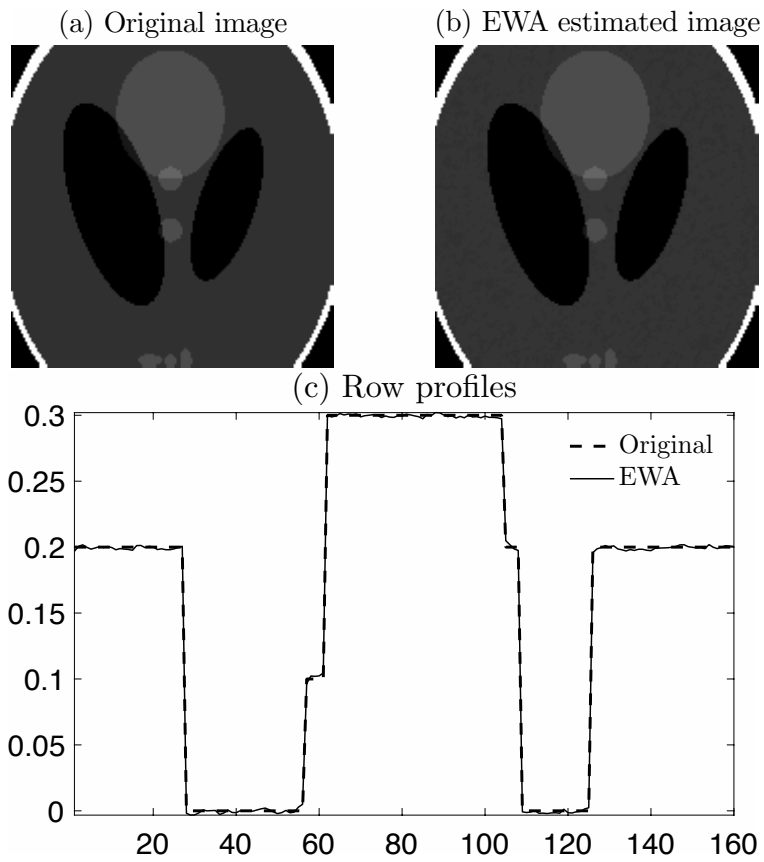 (a) Original image
(b) EWA estimated image
(c) Row profiles
0.3
0.25
0.2
0.15
0.1
0.05
0
Original
EWA
20 40 60 80 100 120 140 160